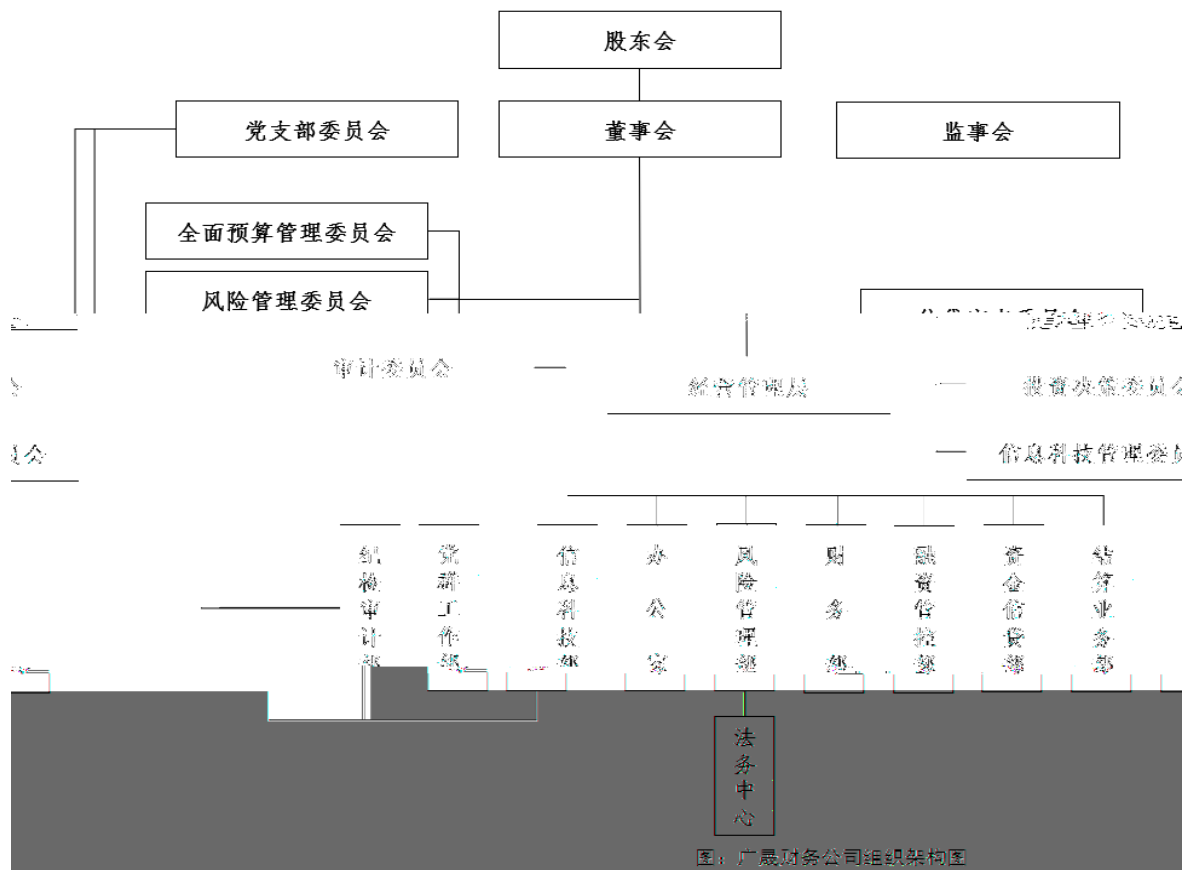 股东会
党支部委员会
董事会
监事会
全面预算管理委员会
风险管理委员会
审计委员会
经营管理层
投资决策委员会
员会
信息科技管理委员
纪检审计部
党群工作部
信息科技部
办公室
风险管理部
财务部
融资管控部
资金信贷部
结算业务部
法务中心
图：广晟财务公司组织架构图